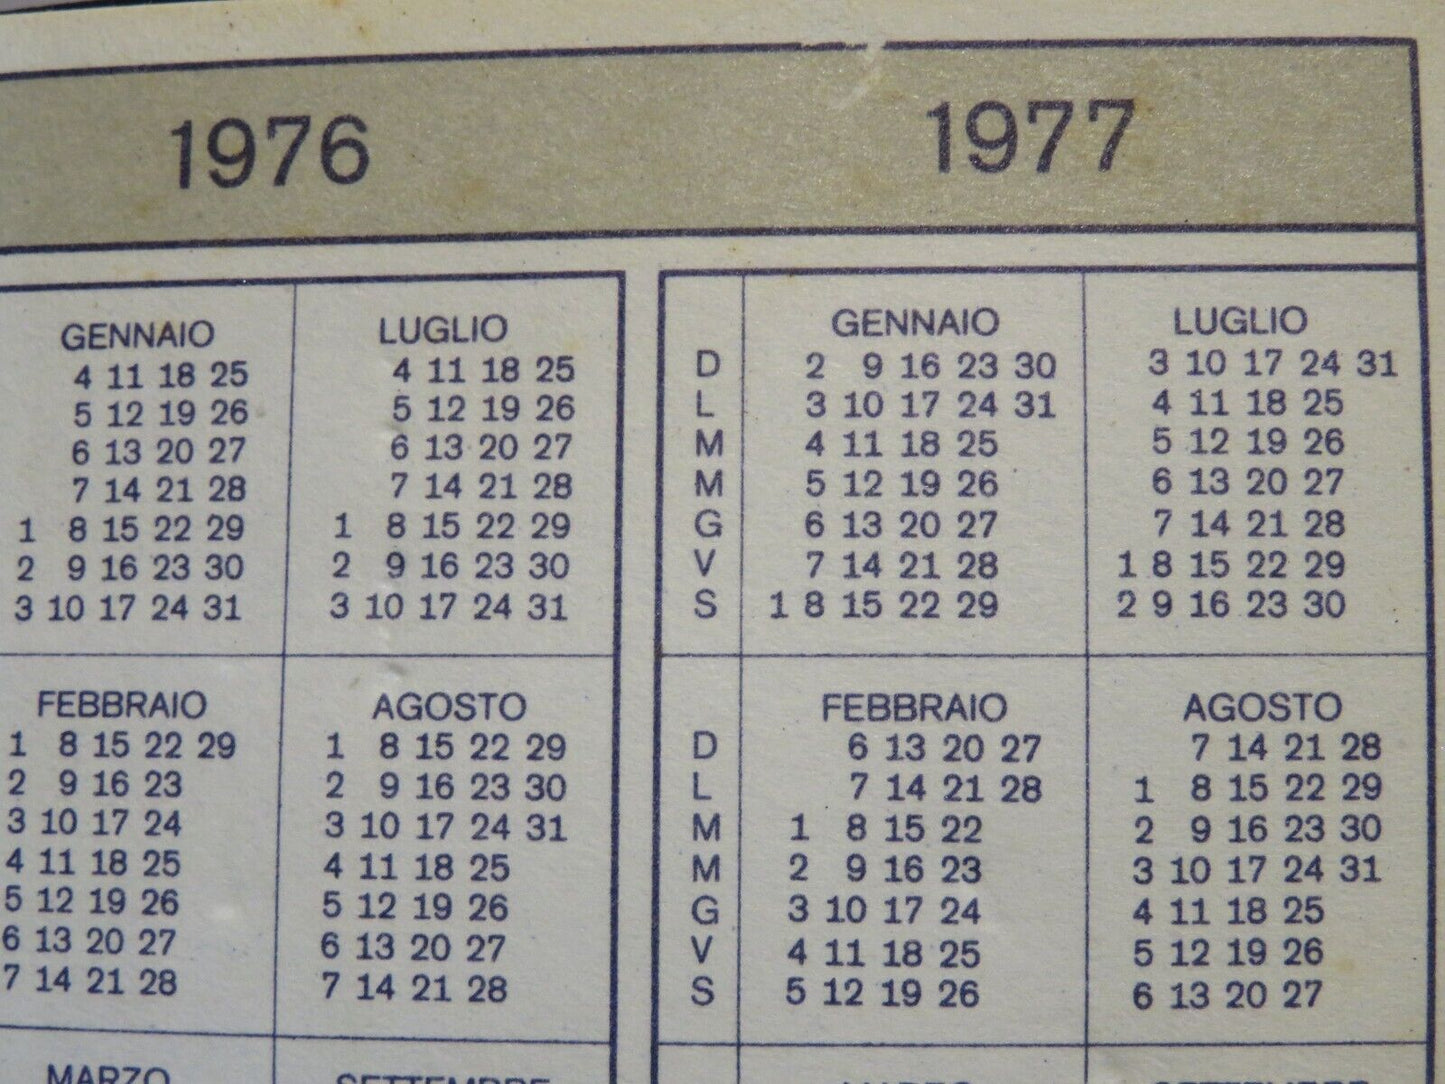 1976 1977
GENNAIO LUGLIO GENNAIO LUGLIO
4 11 18 25 4 11 18 25 D 2 9 16 23 30 3 10 17 24 31
5 12 19 26 5 12 19 26 L 3 10 17 24 31 4 11 18 25
6 13 20 27 6 13 20 27 M 4 11 18 25 5 12 19 26
7 14 21 28 7 14 21 28 M 5 12 19 26 6 13 20 27
1 8 15 22 29 1 8 15 22 29 G 6 13 20 27 7 14 21 28
2 9 16 23 30 2 9 16 23 30 V 7 14 21 28 1 8 15 22 29
3 10 17 24 31 3 10 17 24 31 S 1 8 15 22 29 2 9 16 23 30
FEBBRAIO AGOSTO FEBBRAIO AGOSTO
1 8 15 22 29 1 8 15 22 29 D 6 13 20 27 7 14 21 28
2 9 16 23 2 9 16 23 30 L 7 14 21 28 1 8 15 22 29
3 10 17 24 3 10 17 24 31 M 1 8 15 22 2 9 16 23 30
4 11 18 25 4 11 18 25 M 2 9 16 23 3 10 17 24 31
5 12 19 26 5 12 19 26 G 3 10 17 24 4 11 18 25
6 13 20 27 6 13 20 27 V 4 11 18 25 5 12 19 26
7 14 21 28 7 14 21 28 S 5 12 19 26 6 13 20 27
MARZO SETTEMBRE MARZO SETTEMBRE